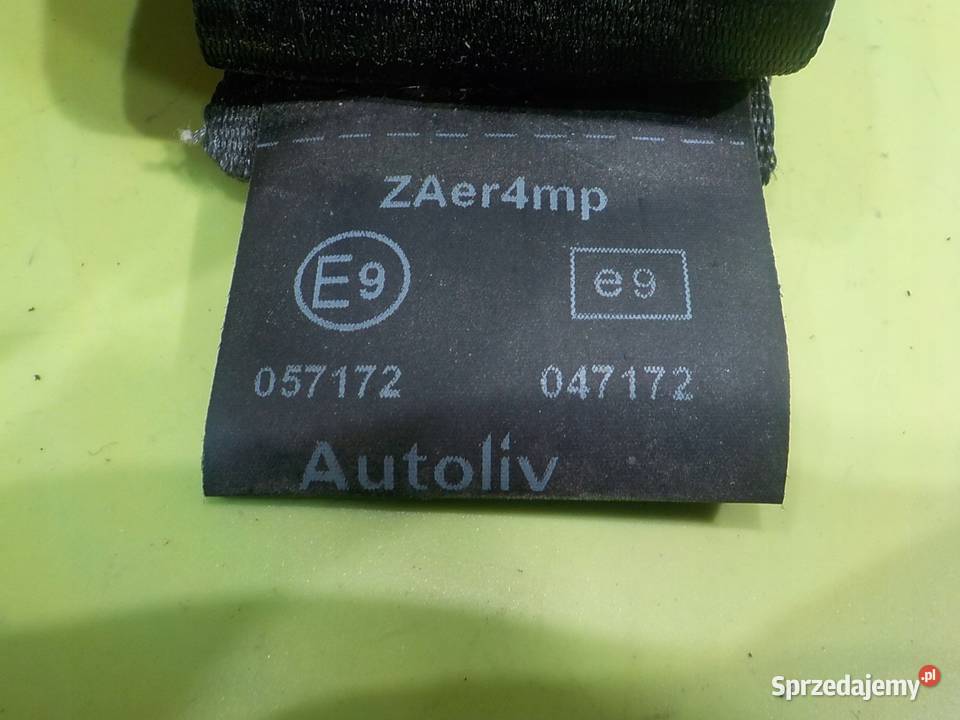 ZAer4mp
E9 e9
057172 047172
Autoliv
Sprzedajemy.pl